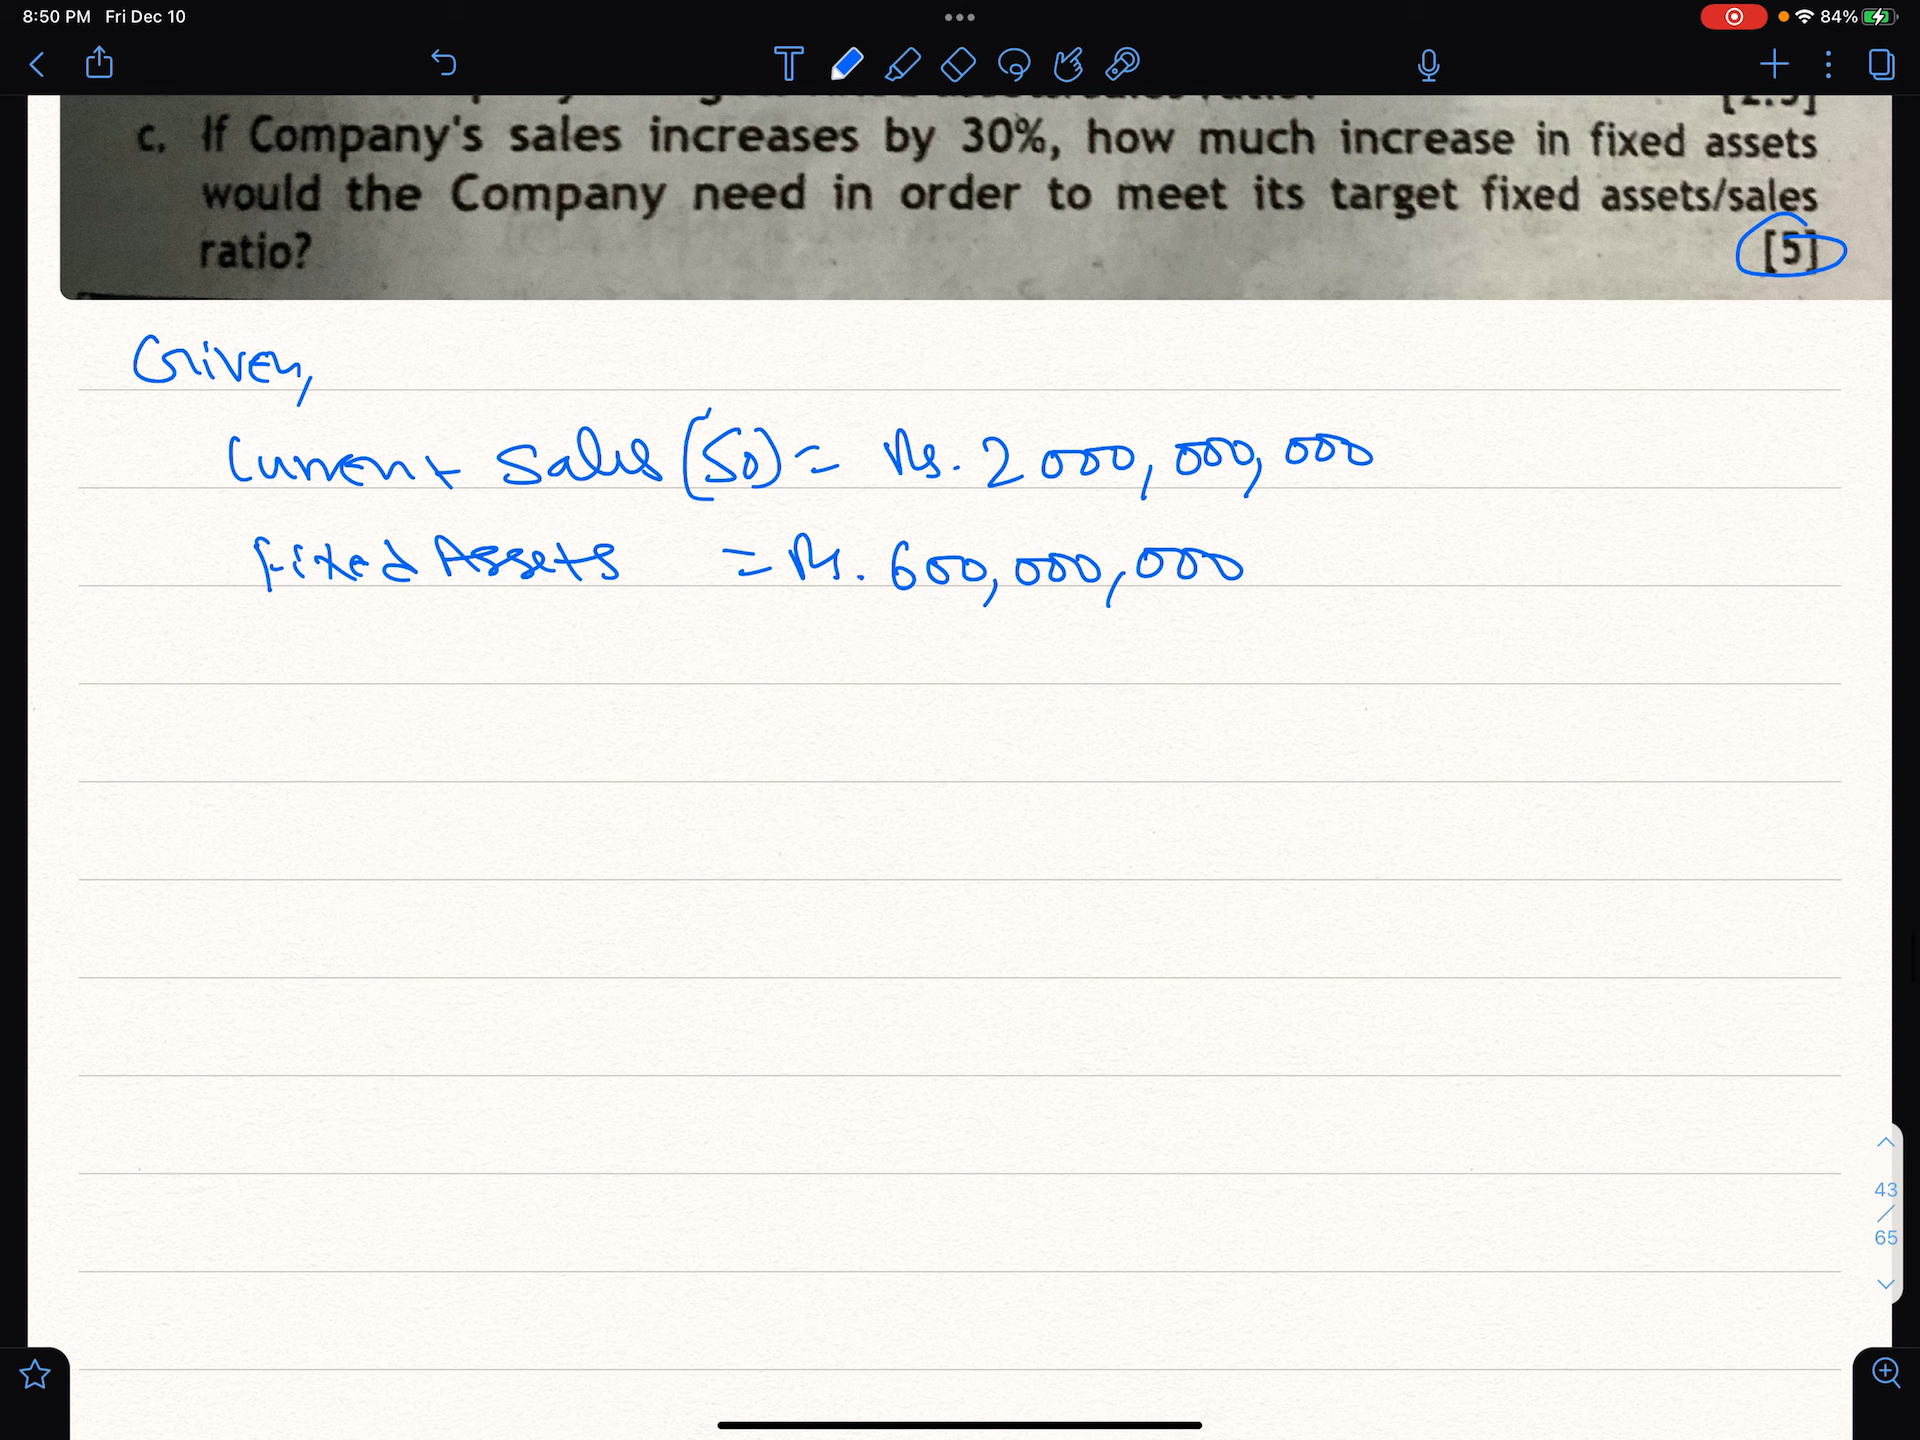 8:50 PM Fri Dec 10
84%
c. If Company's sales increases by 30%, how much increase in fixed assets
would the Company need in order to meet its target fixed assets/sales
ratio? [5]
Given,
Current Sales (S0) = Rs. 2000,000,000
Fixed Assets = Rs. 600,000,000
43
/
65